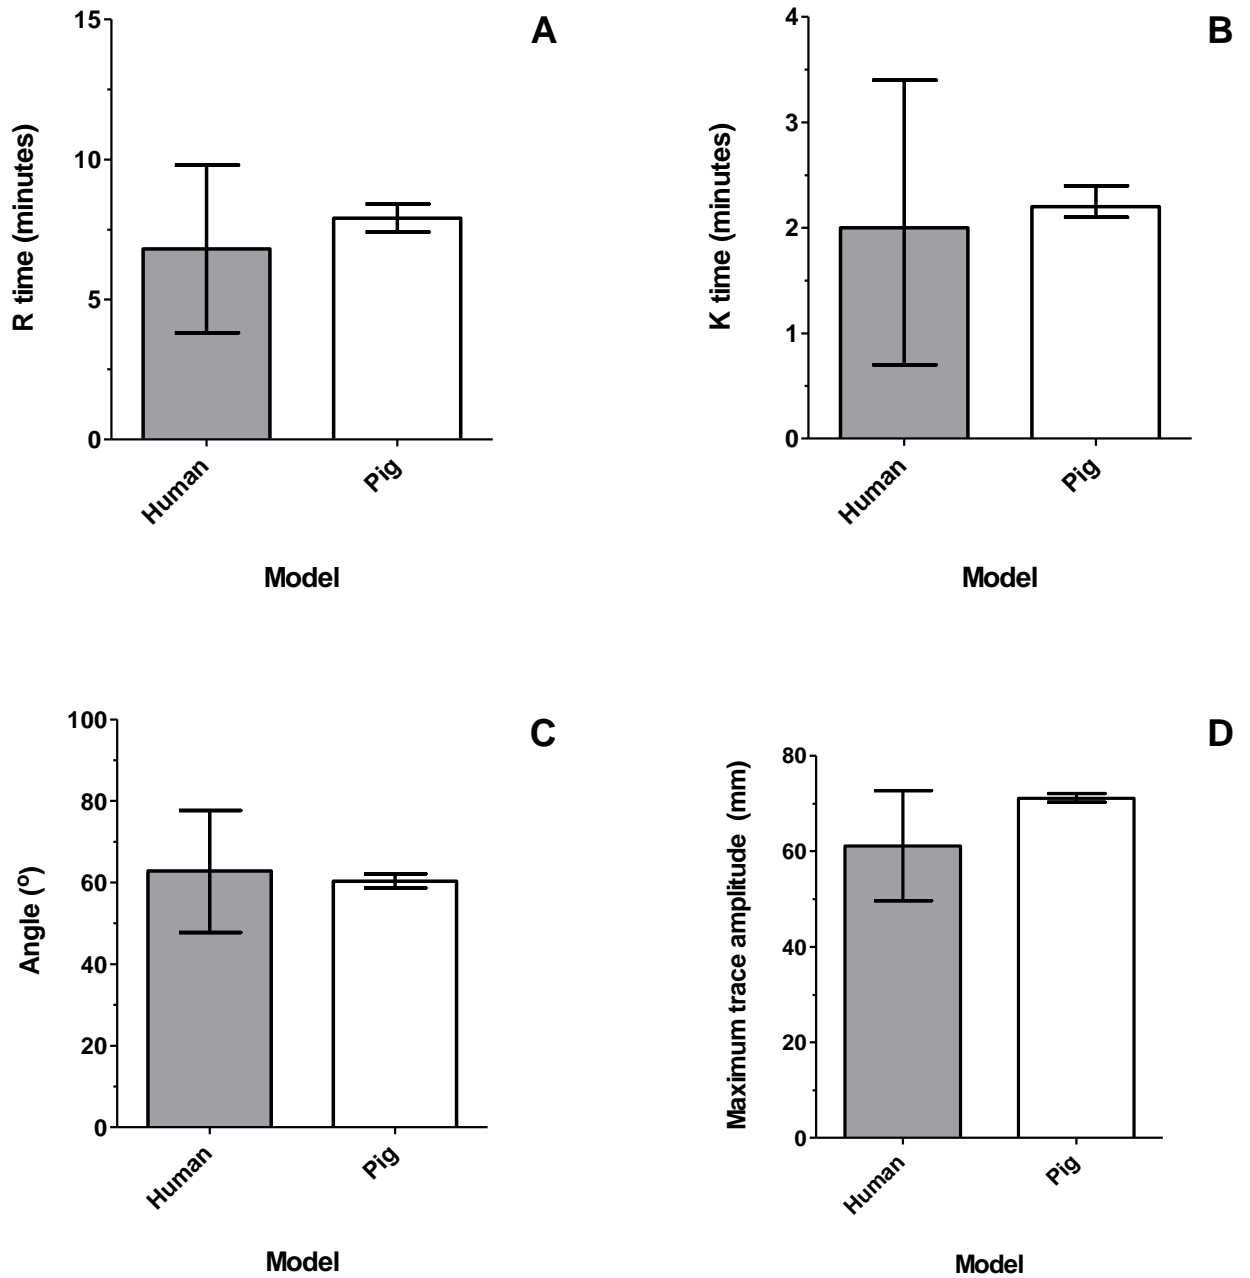 A
R time (minutes)
15
10
5
0
Human
Pig
Model
B
K time (minutes)
4
3
2
1
0
Human
Pig
Model
C
Angle (º)
100
80
60
40
20
0
Human
Pig
Model
D
Maximum trace amplitude (mm)
80
60
40
20
0
Human
Pig
Model